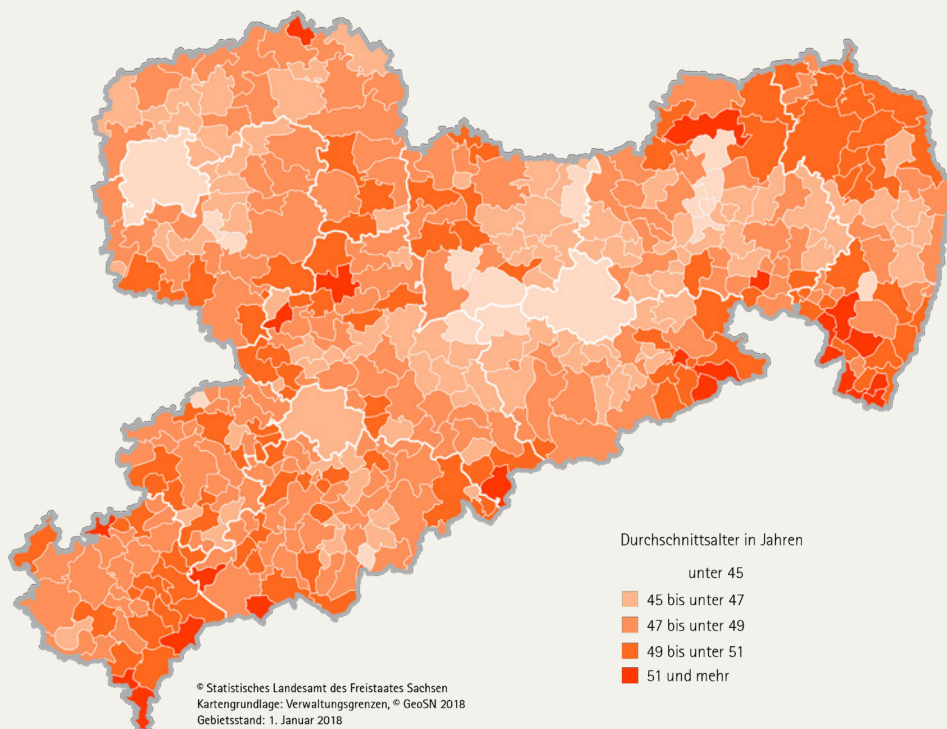 Durchschnittsalter in Jahren
unter 45
45 bis unter 47
47 bis unter 49
49 bis unter 51
51 und mehr
© Statistisches Landesamt des Freistaates Sachsen
Kartengrundlage: Verwaltungsgrenzen, © GeoSN 2018
Gebietsstand: 1. Januar 2018